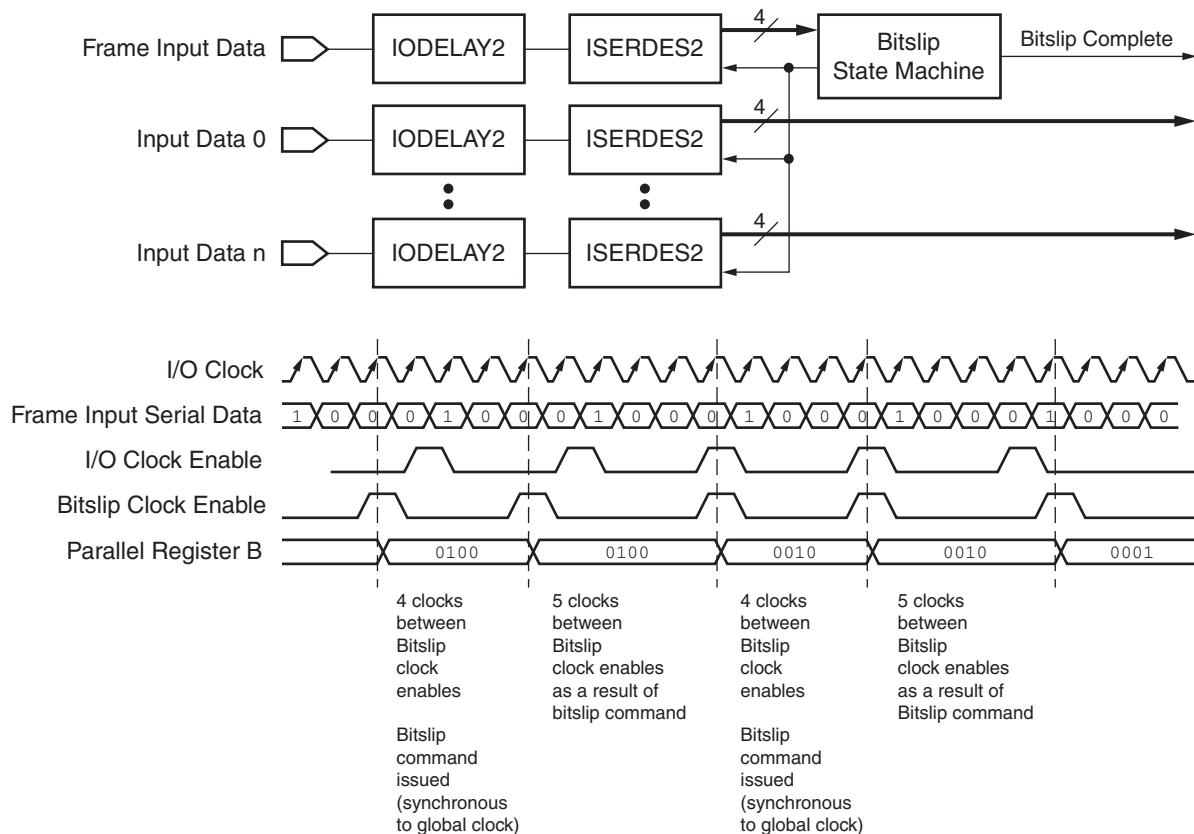 Frame Input Data
IODELAY2
ISERDES2
4
Bitslip
State Machine
Bitslip Complete
Input Data 0
IODELAY2
ISERDES2
4
Input Data n
IODELAY2
ISERDES2
4
I/O Clock
Frame Input Serial Data
1 0 0 0 1 0 0 0 1 0 0 0 1 0 0 0 1 0 0 0 1 0 0 0
I/O Clock Enable
Bitslip Clock Enable
Parallel Register B
0100
0100
0010
0010
0001
4 clocks
between
Bitslip
clock
enables
Bitslip
command
issued
(synchronous
to global clock)
5 clocks
between
Bitslip
clock enables
as a result of
bitslip command
4 clocks
between
Bitslip
clock
enables
Bitslip
command
issued
(synchronous
to global clock)
5 clocks
between
Bitslip
clock enables
as a result of
Bitslip command